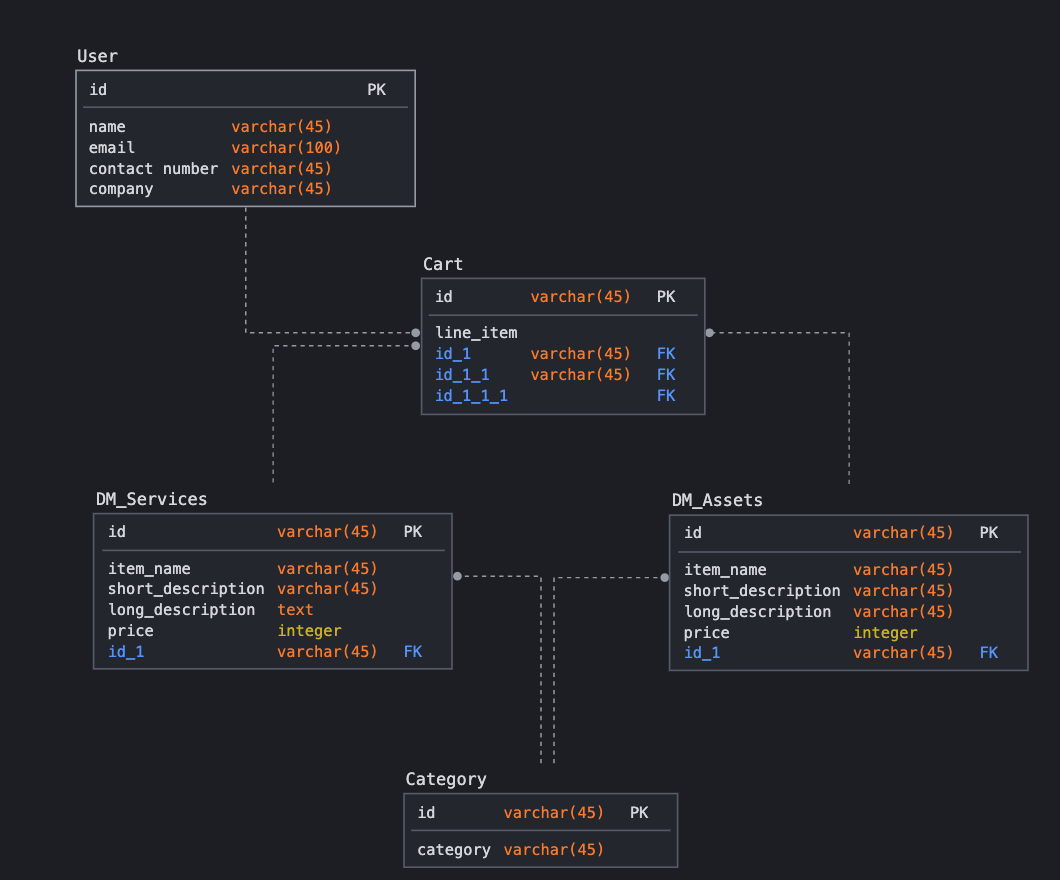 User
id PK
name varchar(45)
email varchar(100)
contact number varchar(45)
company varchar(45)
Cart
id varchar(45) PK
line_item
id_1 varchar(45) FK
id_1_1 varchar(45) FK
id_1_1_1 FK
DM_Services
id varchar(45) PK
item_name varchar(45)
short_description varchar(45)
long_description text
price integer
id_1 varchar(45) FK
DM_Assets
id varchar(45) PK
item_name varchar(45)
short_description varchar(45)
long_description varchar(45)
price integer
id_1 varchar(45) FK
Category
id varchar(45) PK
category varchar(45)